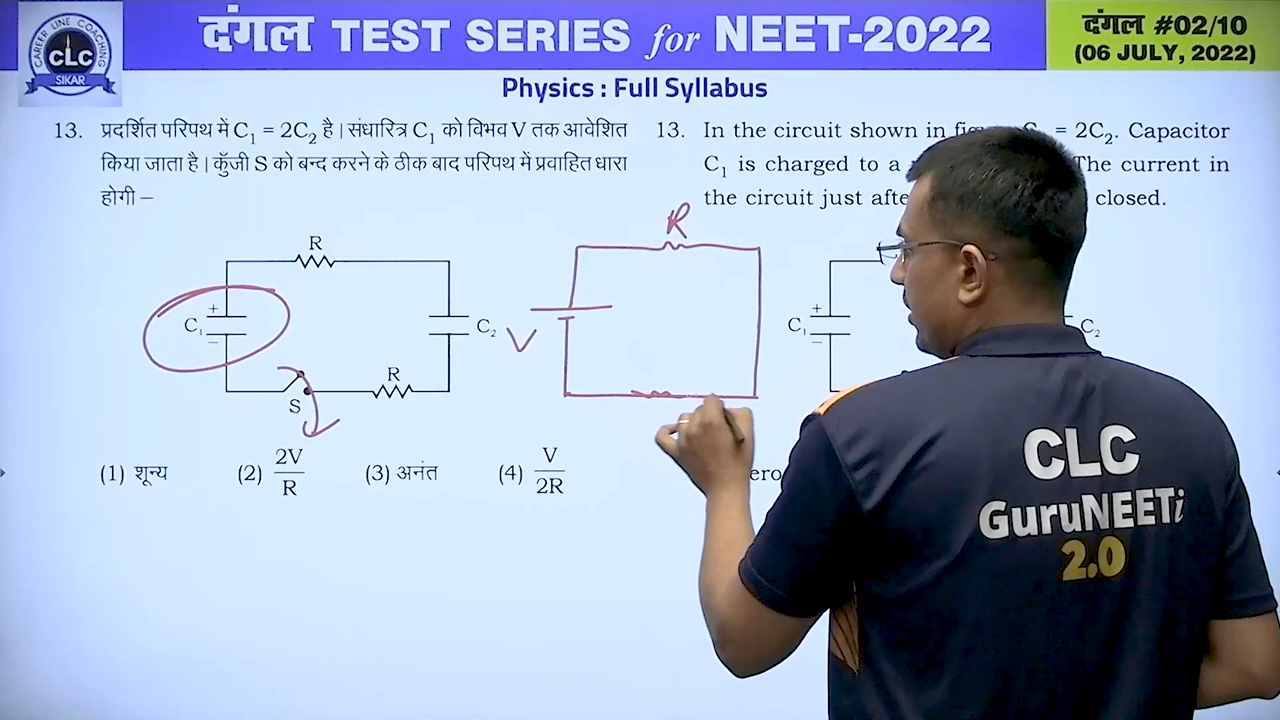 CAREER LINE COACHING
CLC
SIKAR
दंगल TEST SERIES for NEET-2022
दंगल #02/10
(06 JULY, 2022)
Physics : Full Syllabus
13. प्रदर्शित परिपथ में C₁ = 2C₂ है। संधारित्र C₁ को विभव V तक आवेशित
किया जाता है। कुँजी S को बन्द करने के ठीक बाद परिपथ में प्रवाहित धारा
होगी –
13. In the circuit shown in C₁ = 2C₂. Capacitor
C₁ is charged to a The current in
the circuit just closed.
R
+
C₁
–
C₂
S
R
R
V
+
C₁
–
C₂
(1) शून्य (2) 2V/R (3) अनंत (4) V/2R
CLC
GuruNEETi
2.0